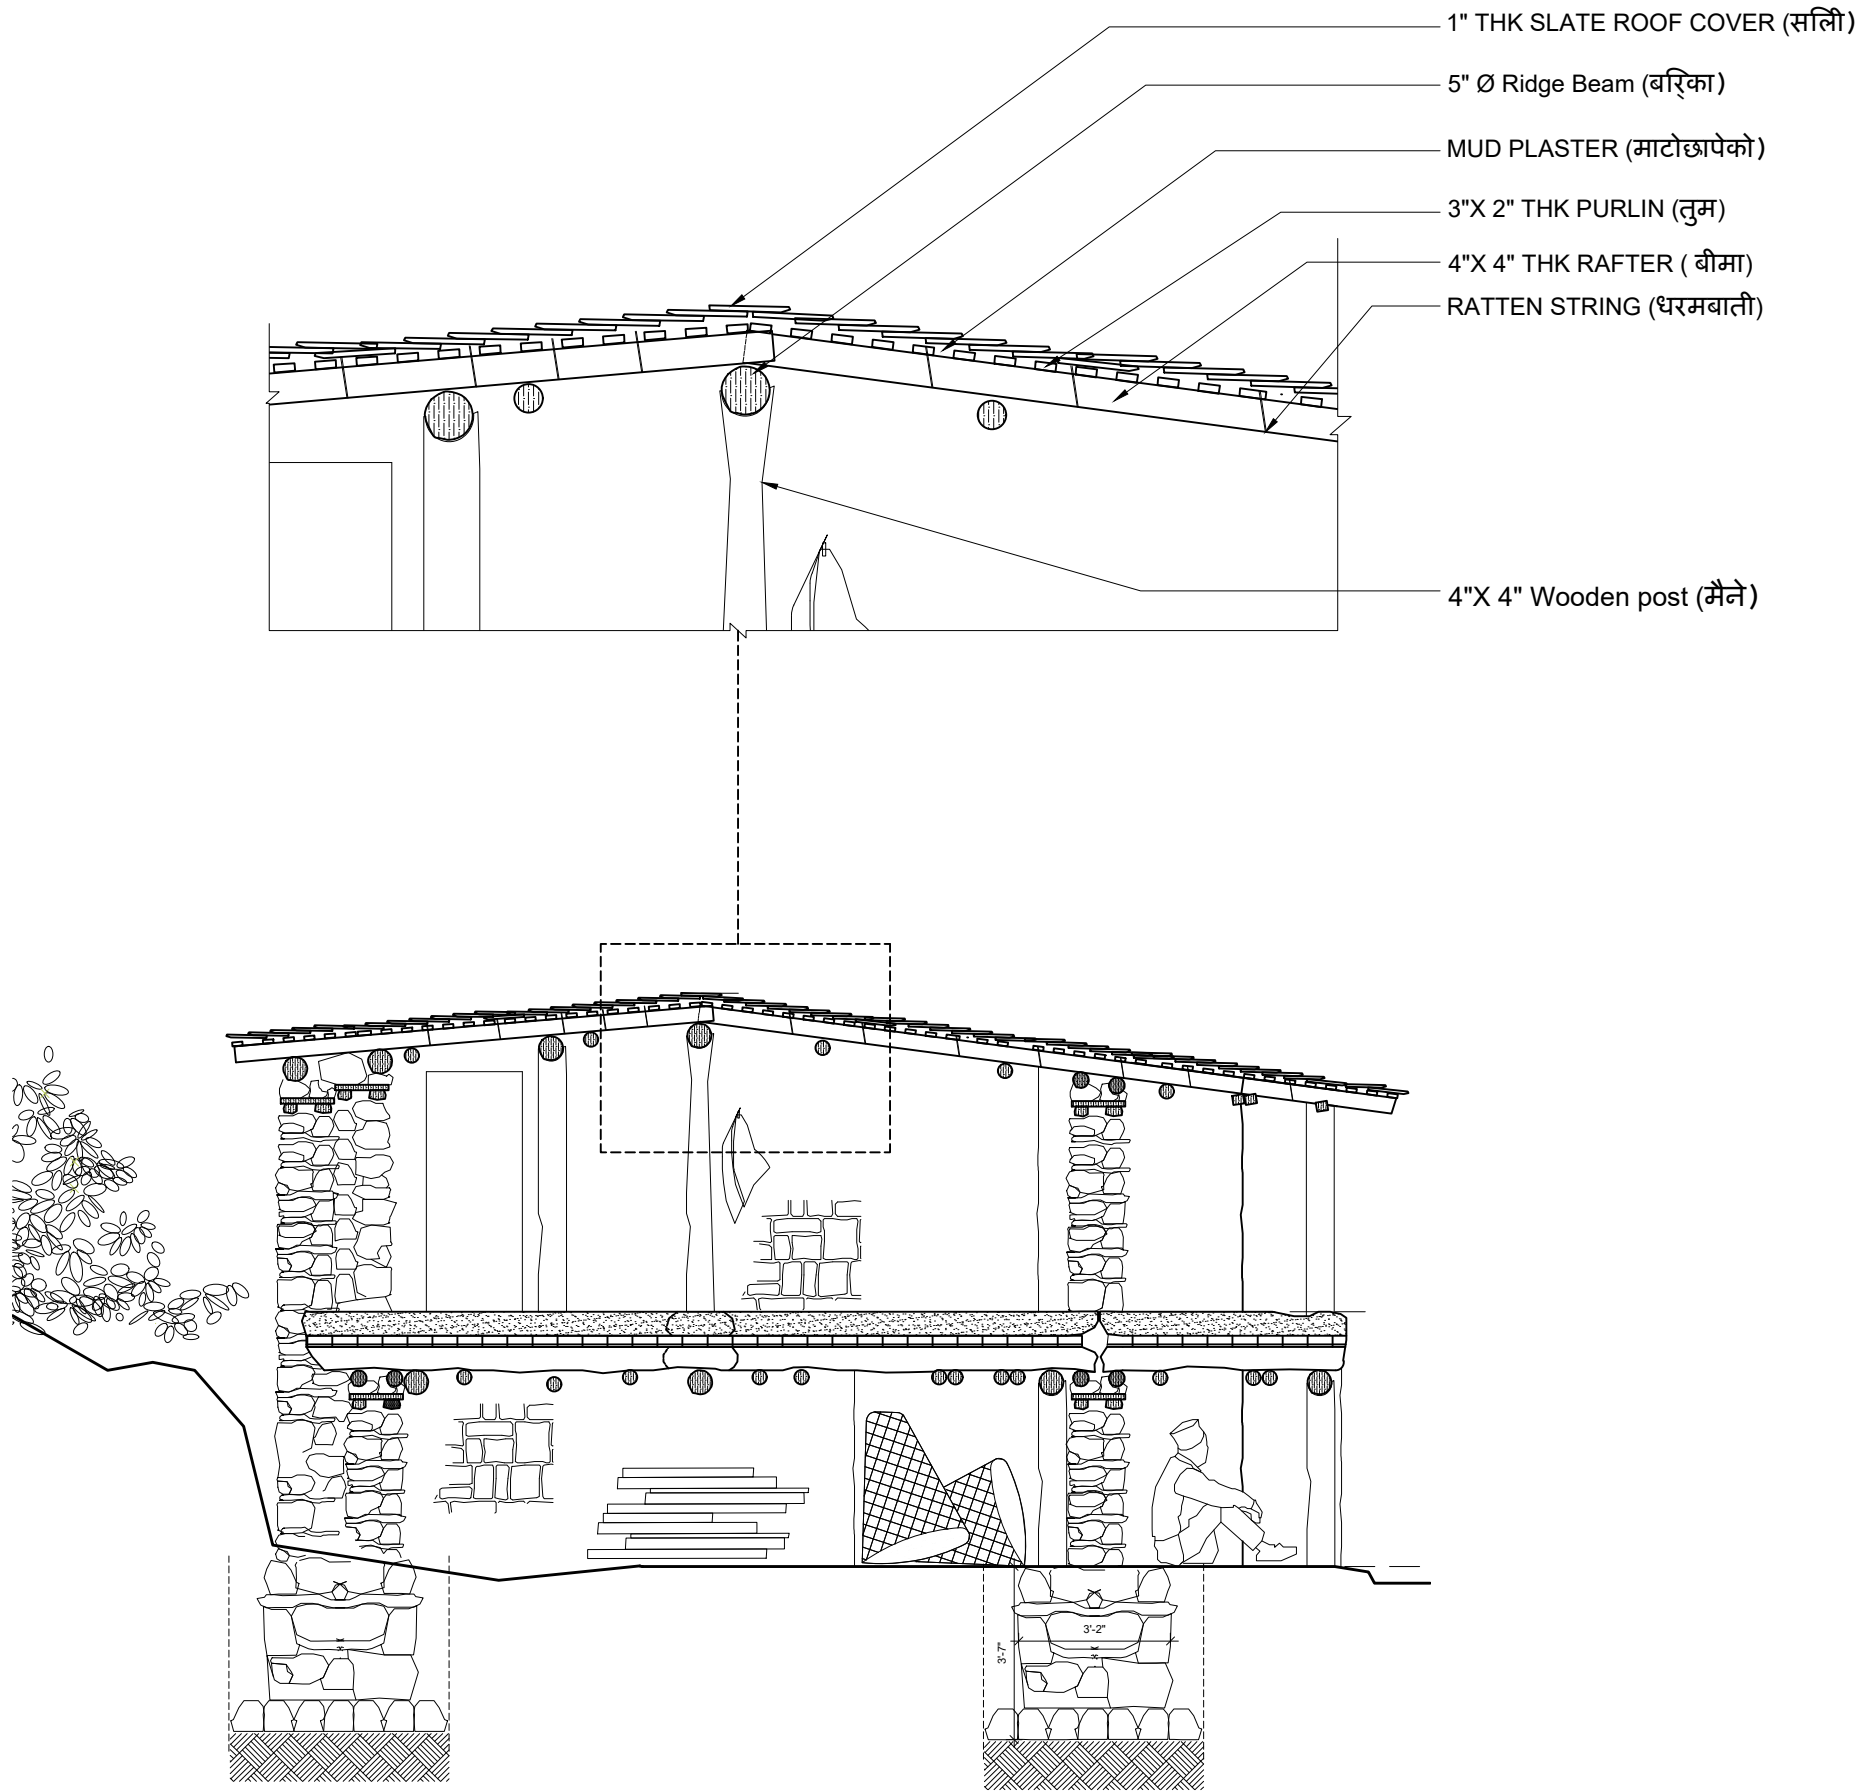 1" THK SLATE ROOF COVER (सलिी)
5" Ø Ridge Beam (बरि्का)
MUD PLASTER (माटोछापेको)
3"X 2" THK PURLIN (तुम)
4"X 4" THK RAFTER ( बीमा)
RATTEN STRING (धरमबाती)
4"X 4" Wooden post (मैने)
3'-2"
3'-7"